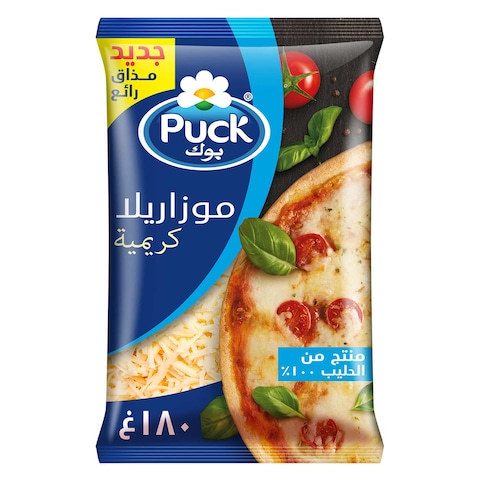 جديد
مذاق
رائع
®
Puck
بوك
موزاريلا
كريمية
منتج من
الحليب ١٠٠٪
١٨٠غ